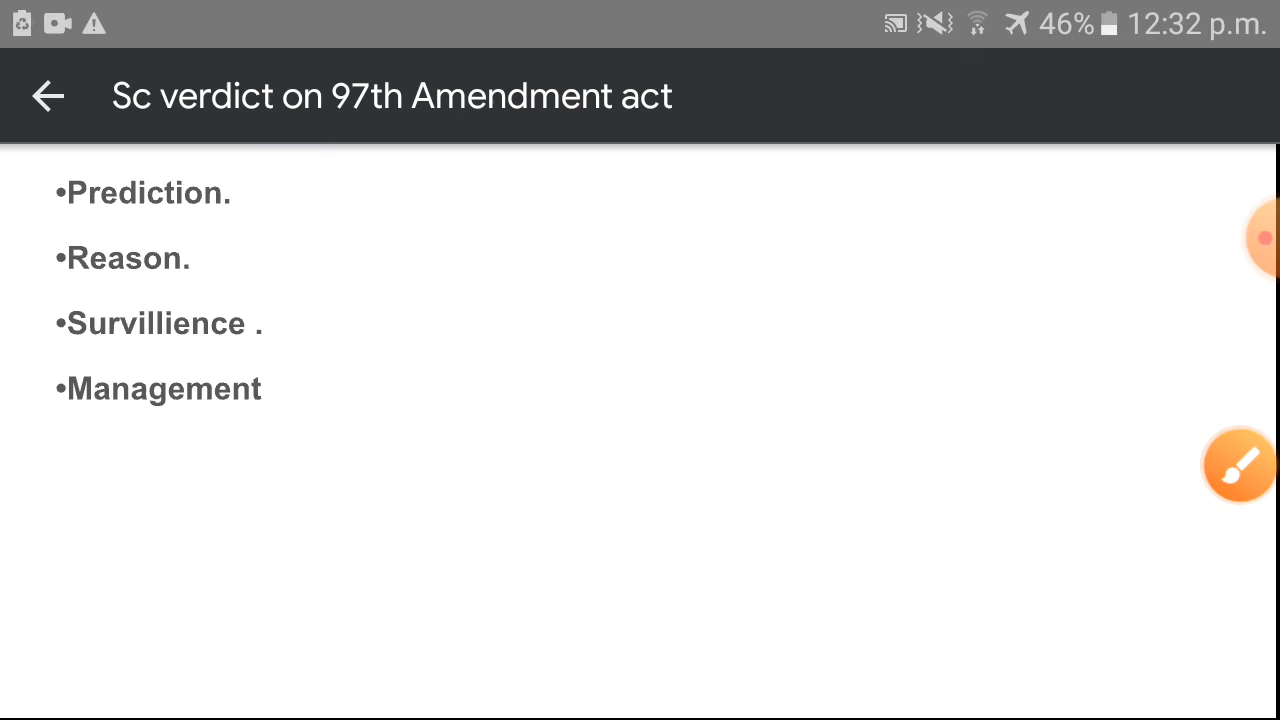 46% 12:32 p.m.
Sc verdict on 97th Amendment act
•Prediction.
•Reason.
•Survillience .
•Management